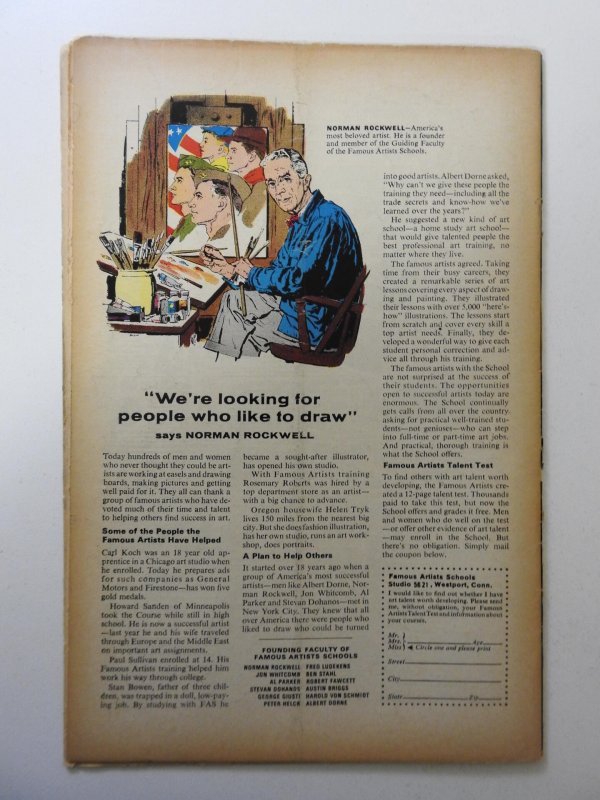 NORMAN ROCKWELL—America's
most beloved artist. He is a founder
and member of the Guiding Faculty
of the Famous Artists Schools.
"We're looking for
people who like to draw"
says NORMAN ROCKWELL
Today hundreds of men and women
who never thought they could be art-
ists are working at easels and drawing
boards, making pictures and getting
well paid for it. They all can thank a
group of famous artists who have de-
voted much of their time and talent
to helping others find success in art.
Some of the People the
Famous Artists Have Helped
Carl Koch was an 18 year old ap-
prentice in a Chicago art studio when
he enrolled. Today he prepares ads
for such companies as General
Motors and Firestone—has won five
gold medals.
Howard Sanden of Minneapolis
took the Course while still in high
school. He is now a successful artist
—last year he and his wife traveled
through Europe and the Middle East
on important art assignments.
Paul Sullivan enrolled at 14. His
Famous Artists training helped him
work his way through college.
Stan Bowen, father of three chil-
dren, was trapped in a dull, low-pay-
ing job. By studying with FAS he
became a sought-after illustrator,
has opened his own studio.
With Famous Artists training
Rosemary Roberts was hired by a
top department store as an artist—
with a big chance to advance.
Oregon housewife Helen Tryk
lives 150 miles from the nearest big
city. But she does fashion illustration,
has her own studio, runs an art work-
shop, does portraits.
A Plan to Help Others
It started over 18 years ago when a
group of America's most successful
artists—men like Albert Dorne, Nor-
man Rockwell, Jon Whitcomb, Al
Parker and Stevan Dohanos—met in
New York City. They knew that all
over America there were people who
liked to draw who could be turned
FOUNDING FACULTY OF
FAMOUS ARTISTS SCHOOLS
NORMAN ROCKWELL FRED LUDEKENS
JON WHITCOMB BEN STAHL
AL PARKER ROBERT FAWCETT
STEVAN DOHANOS AUSTIN BRIGGS
GEORGE GIUSTI HAROLD VON SCHMIDT
PETER HELCK ALBERT DORNE
into good artists. Albert Dorne asked,
"Why can't we give these people the
training they need—including all the
trade secrets and know-how we've
learned over the years?"
He suggested a new kind of art
school—a home study art school—
that would give talented people the
best professional art training, no
matter where they live.
The famous artists agreed. Taking
time from their busy careers, they
created a remarkable series of art
lessons covering every aspect of draw-
ing and painting. They illustrated
their lessons with over 5,000 "here's-
how" illustrations. The lessons start
from scratch and cover every skill a
top artist needs. Finally, they de-
veloped a wonderful way to give each
student personal correction and ad-
vice all through his training.
The famous artists with the School
are not surprised at the success of
their students. The opportunities
open to successful artists today are
enormous. The School continually
gets calls from all over the country
asking for practical well-trained stu-
dents—not geniuses—who can step
into full-time or part-time art jobs.
And practical, thorough training is
what the School offers.
Famous Artists Talent Test
To find others with art talent worth
developing, the Famous Artists cre-
ated a 12-page talent test. Thousands
paid to take this test, but now the
School offers and grades it free. Men
and women who do well on the test
—or offer other evidence of art talent
—may enroll in the School. But
there's no obligation. Simply mail
the coupon below.
Famous Artists Schools
Studio 5621, Westport, Conn.
I would like to find out whether I have
art talent worth developing. Please send
me, without obligation, your Famous
Artists Talent Test and information about
your courses.
Mr.
Mrs. Age
Miss Circle one and please print
Street
City
State Zip